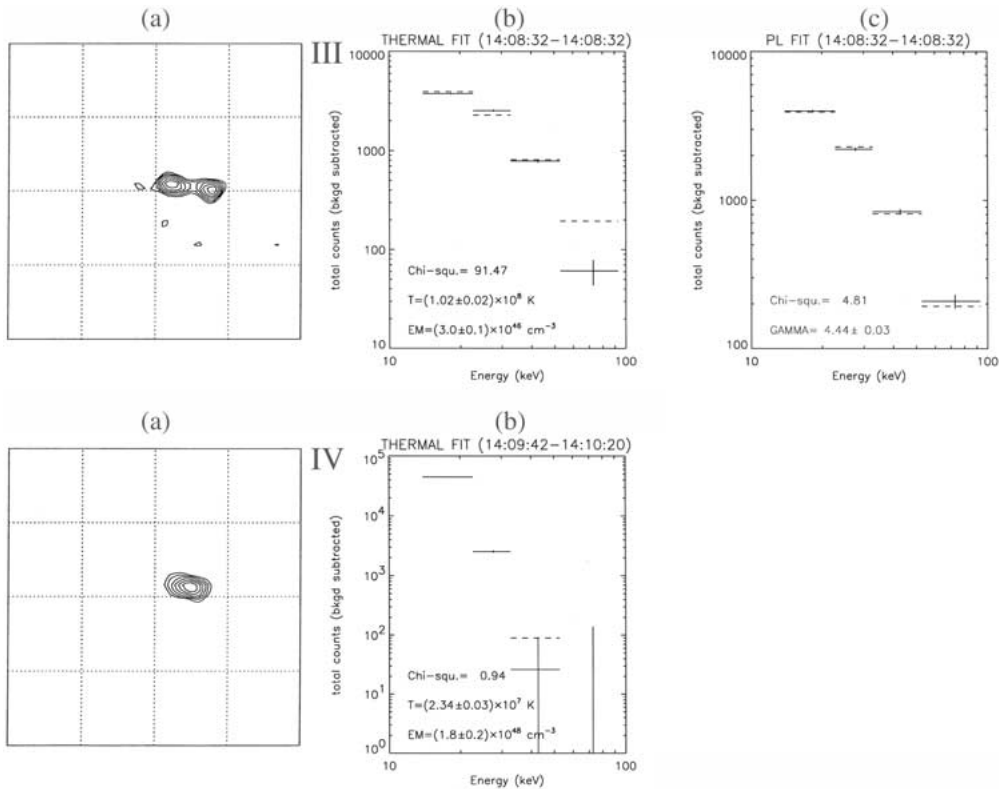 (b)
(c)
III
THERMAL FIT (14:08:32-14:08:32)
10000
1000
100
10
total counts (bkgd subtracted)
Chi-squ.= 91.47
T=(1.02±0.02)×10⁸ K
EM=(3.0±0.1)×10⁴⁶ cm⁻³
10
100
Energy (keV)
PL FIT (14:08:32-14:08:32)
10000
1000
100
total counts (bkgd subtracted)
Chi-squ.= 4.81
GAMMA= 4.44± 0.03
10
100
Energy (keV)
(a)
(b)
IV
THERMAL FIT (14:09:42-14:10:20)
10⁵
10⁴
10³
10²
10¹
10⁰
total counts (bkgd subtracted)
Chi-squ.= 0.94
T=(2.34±0.03)×10⁷ K
EM=(1.8±0.2)×10⁴⁸ cm⁻³
10
100
Energy (keV)